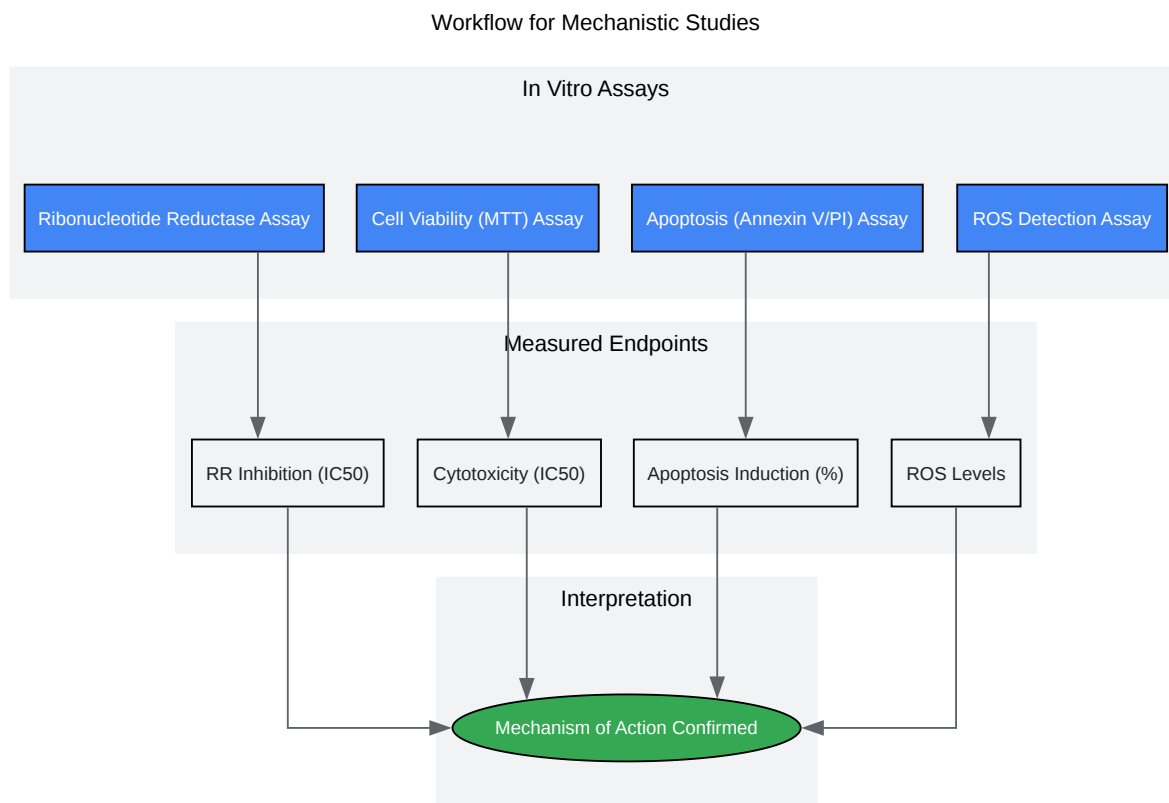 Workflow for Mechanistic Studies
In Vitro Assays
Ribonucleotide Reductase Assay
Cell Viability (MTT) Assay
Apoptosis (Annexin V/PI) Assay
ROS Detection Assay
Measured Endpoints
RR Inhibition (IC50)
Cytotoxicity (IC50)
Apoptosis Induction (%)
ROS Levels
Interpretation
Mechanism of Action Confirmed